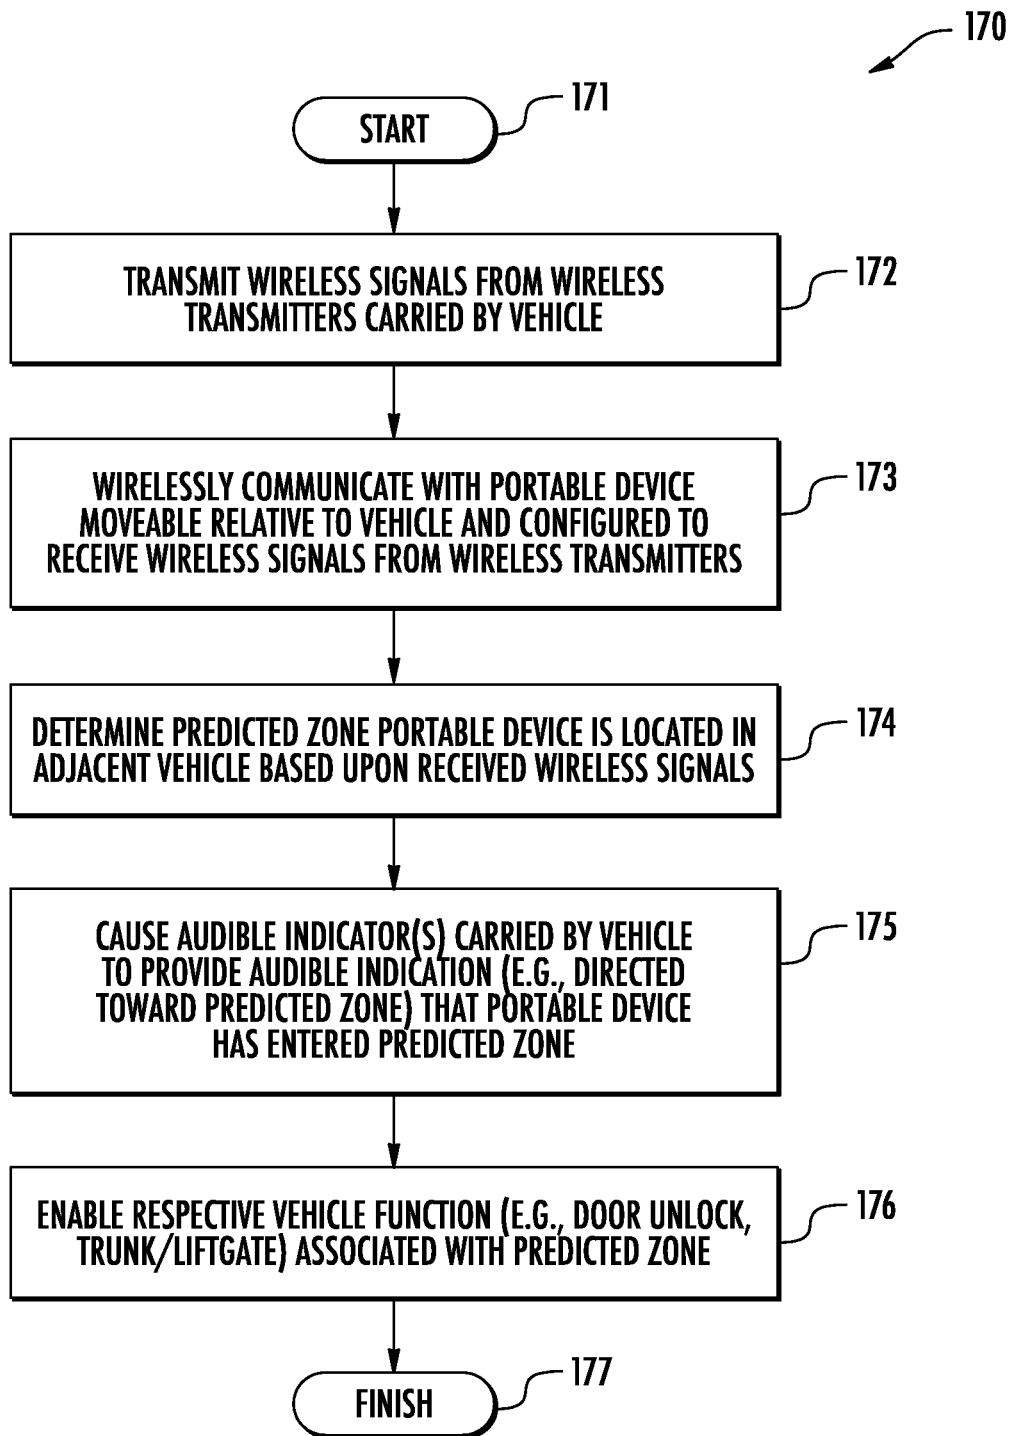 170
START
171
TRANSMIT WIRELESS SIGNALS FROM WIRELESS
TRANSMITTERS CARRIED BY VEHICLE
172
WIRELESSLY COMMUNICATE WITH PORTABLE DEVICE
MOVEABLE RELATIVE TO VEHICLE AND CONFIGURED TO
RECEIVE WIRELESS SIGNALS FROM WIRELESS TRANSMITTERS
173
DETERMINE PREDICTED ZONE PORTABLE DEVICE IS LOCATED IN
ADJACENT VEHICLE BASED UPON RECEIVED WIRELESS SIGNALS
174
CAUSE AUDIBLE INDICATOR(S) CARRIED BY VEHICLE
TO PROVIDE AUDIBLE INDICATION (E.G., DIRECTED
TOWARD PREDICTED ZONE) THAT PORTABLE DEVICE
HAS ENTERED PREDICTED ZONE
175
ENABLE RESPECTIVE VEHICLE FUNCTION (E.G., DOOR UNLOCK,
TRUNK/LIFTGATE) ASSOCIATED WITH PREDICTED ZONE
176
FINISH
177